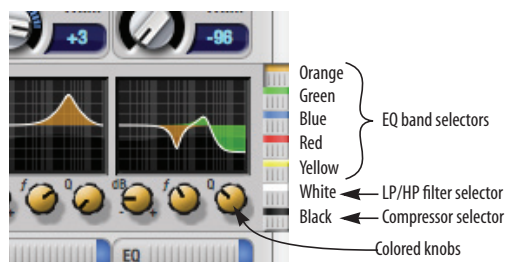 +3
-96
Orange
Green
Blue
Red
Yellow
EQ band selectors
White
LP/HP filter selector
Black
Compressor selector
f
Q
dB
f
Q
- +
Colored knobs
EQ